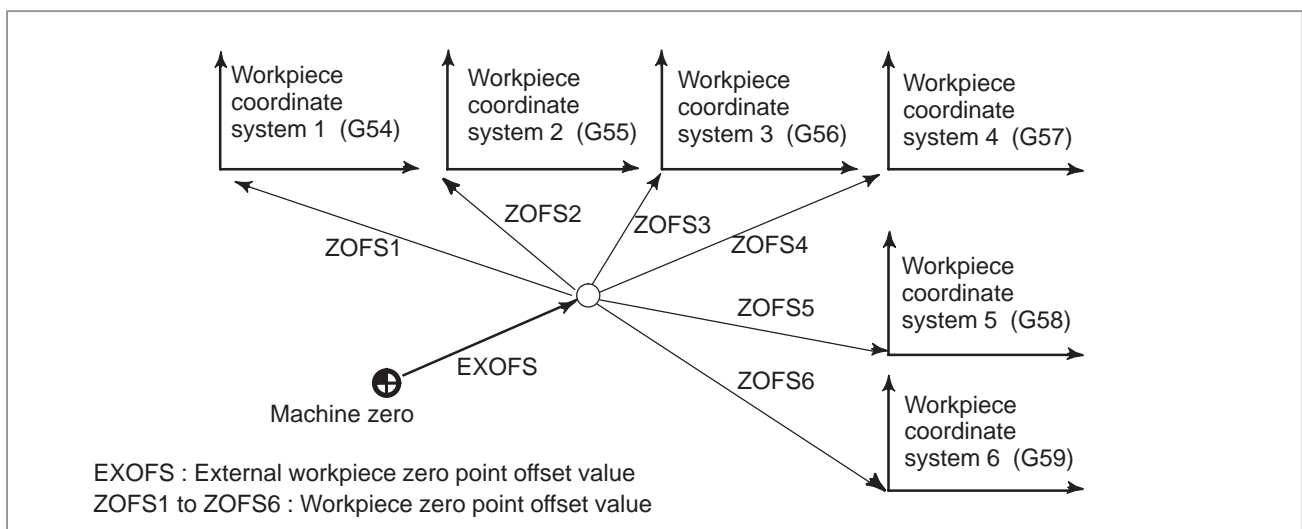 Workpiece
coordinate
system 1 (G54)
Workpiece
coordinate
system 2 (G55)
Workpiece
coordinate
system 3 (G56)
Workpiece
coordinate
system 4 (G57)
ZOFS1
ZOFS2
ZOFS3
ZOFS4
Workpiece
coordinate
system 5 (G58)
ZOFS5
EXOFS
ZOFS6
Machine zero
Workpiece
coordinate
system 6 (G59)
EXOFS : External workpiece zero point offset value
ZOFS1 to ZOFS6 : Workpiece zero point offset value